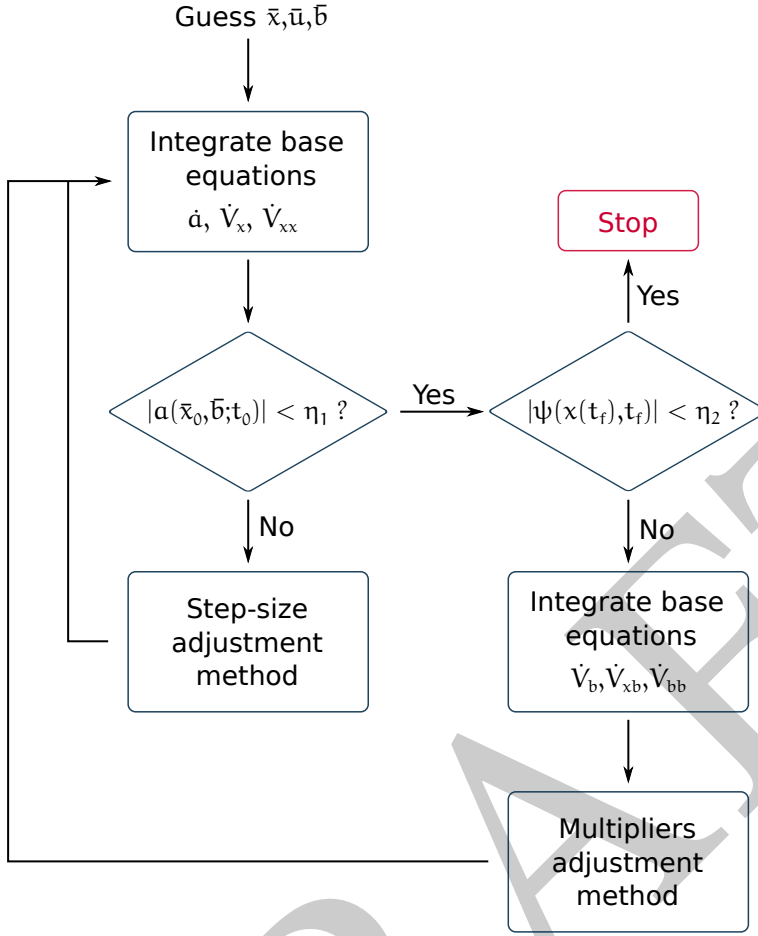 Guess x̄,ū,b̄
Integrate base
equations
ȧ, V̇ₓ, V̇ₓₓ
|a(x̄₀,b̄;t₀)| < η₁ ?
Yes
No
Step-size
adjustment
method
Stop
Yes
|ψ(x(t_f),t_f)| < η₂ ?
No
Integrate base
equations
V̇_b,V̇_xb,V̇_bb
Multipliers
adjustment
method